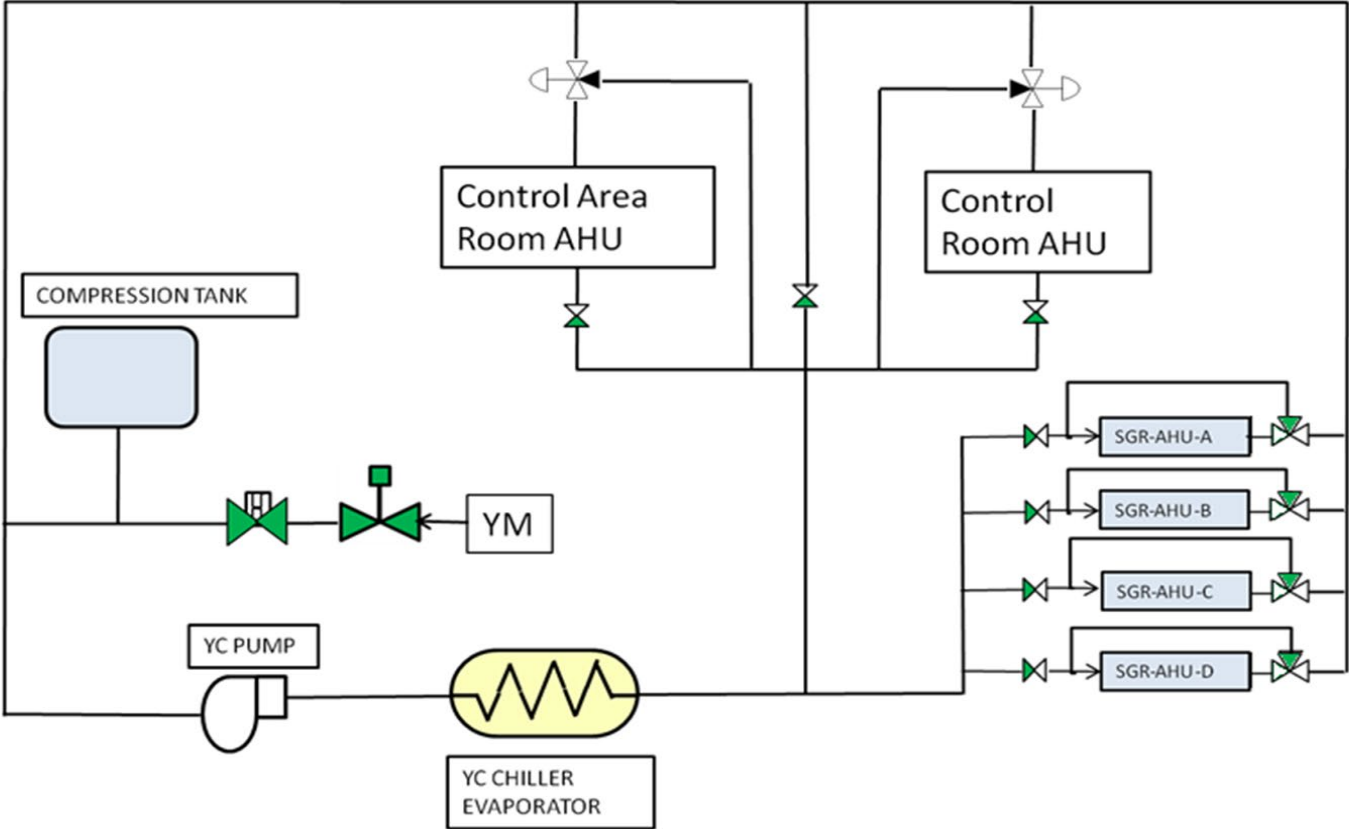 Control Area
Room AHU
Control
Room AHU
COMPRESSION TANK
SGR-AHU-A
SGR-AHU-B
YM
SGR-AHU-C
YC PUMP
SGR-AHU-D
YC CHILLER
EVAPORATOR